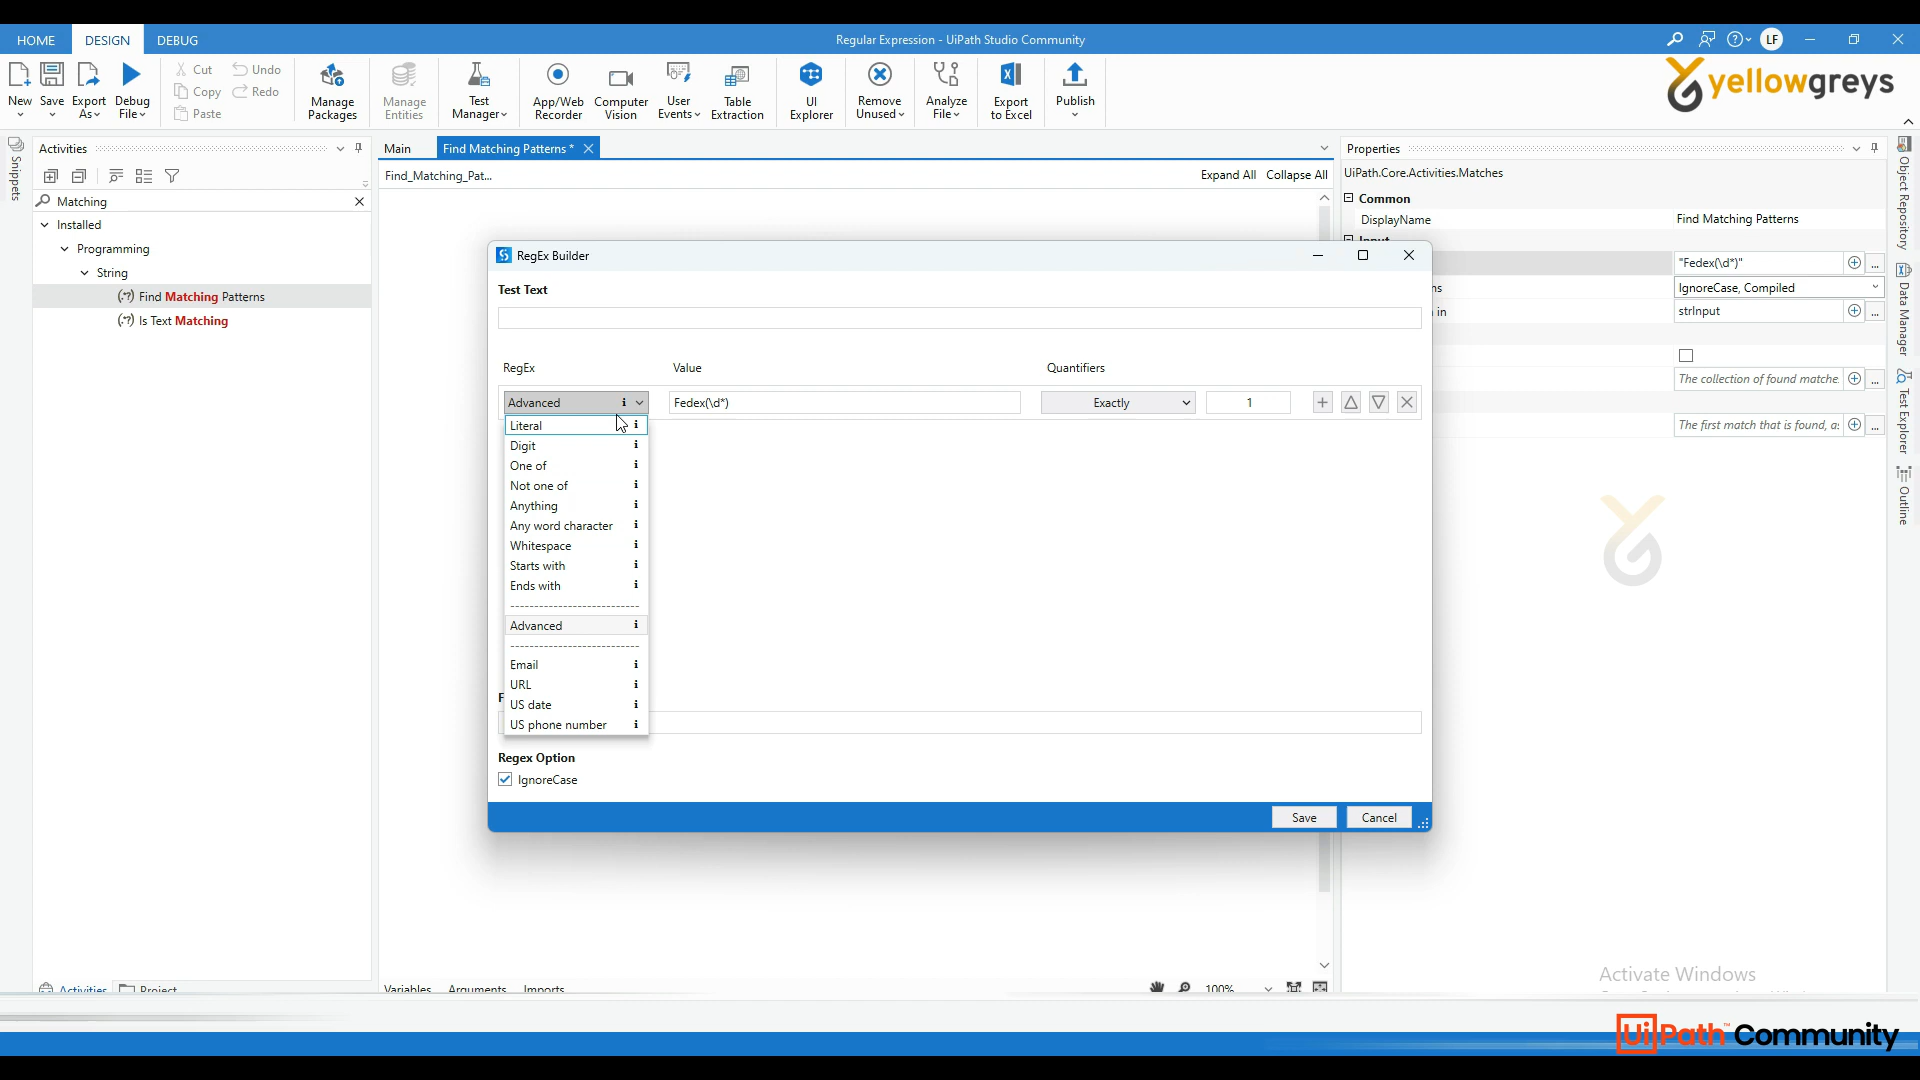 HOME
DESIGN
DEBUG
Regular Expression - UiPath Studio Community
LF
New
Save
Export As
Debug File
Cut
Copy
Paste
Undo
Redo
Manage Packages
Manage Entities
Test Manager
App/Web Recorder
Computer Vision
User Events
Table Extraction
UI Explorer
Remove Unused
Analyze File
Export to Excel
Publish
yellowgreys
Snippets
Activities
Matching
Installed
Programming
String
Find Matching Patterns
Is Text Matching
Main
Find Matching Patterns *
Find_Matching_Pat...
Expand All
Collapse All
RegEx Builder
Test Text
RegEx
Value
Quantifiers
Advanced
Fedex(\d*)
Exactly
1
Literal
Digit
One of
Not one of
Anything
Any word character
Whitespace
Starts with
Ends with
Advanced
Email
URL
US date
US phone number
Regex Option
IgnoreCase
Save
Cancel
Properties
UiPath.Core.Activities.Matches
Common
DisplayName
Find Matching Patterns
Input
"Fedex(\d*)"
IgnoreCase, Compiled
strInput
The collection of found matche
The first match that is found, a
Object Repository
Data Manager
Test Explorer
Outline
Activities
Project
Variables
Arguments
Imports
100%
Activate Windows
UiPath™ Community